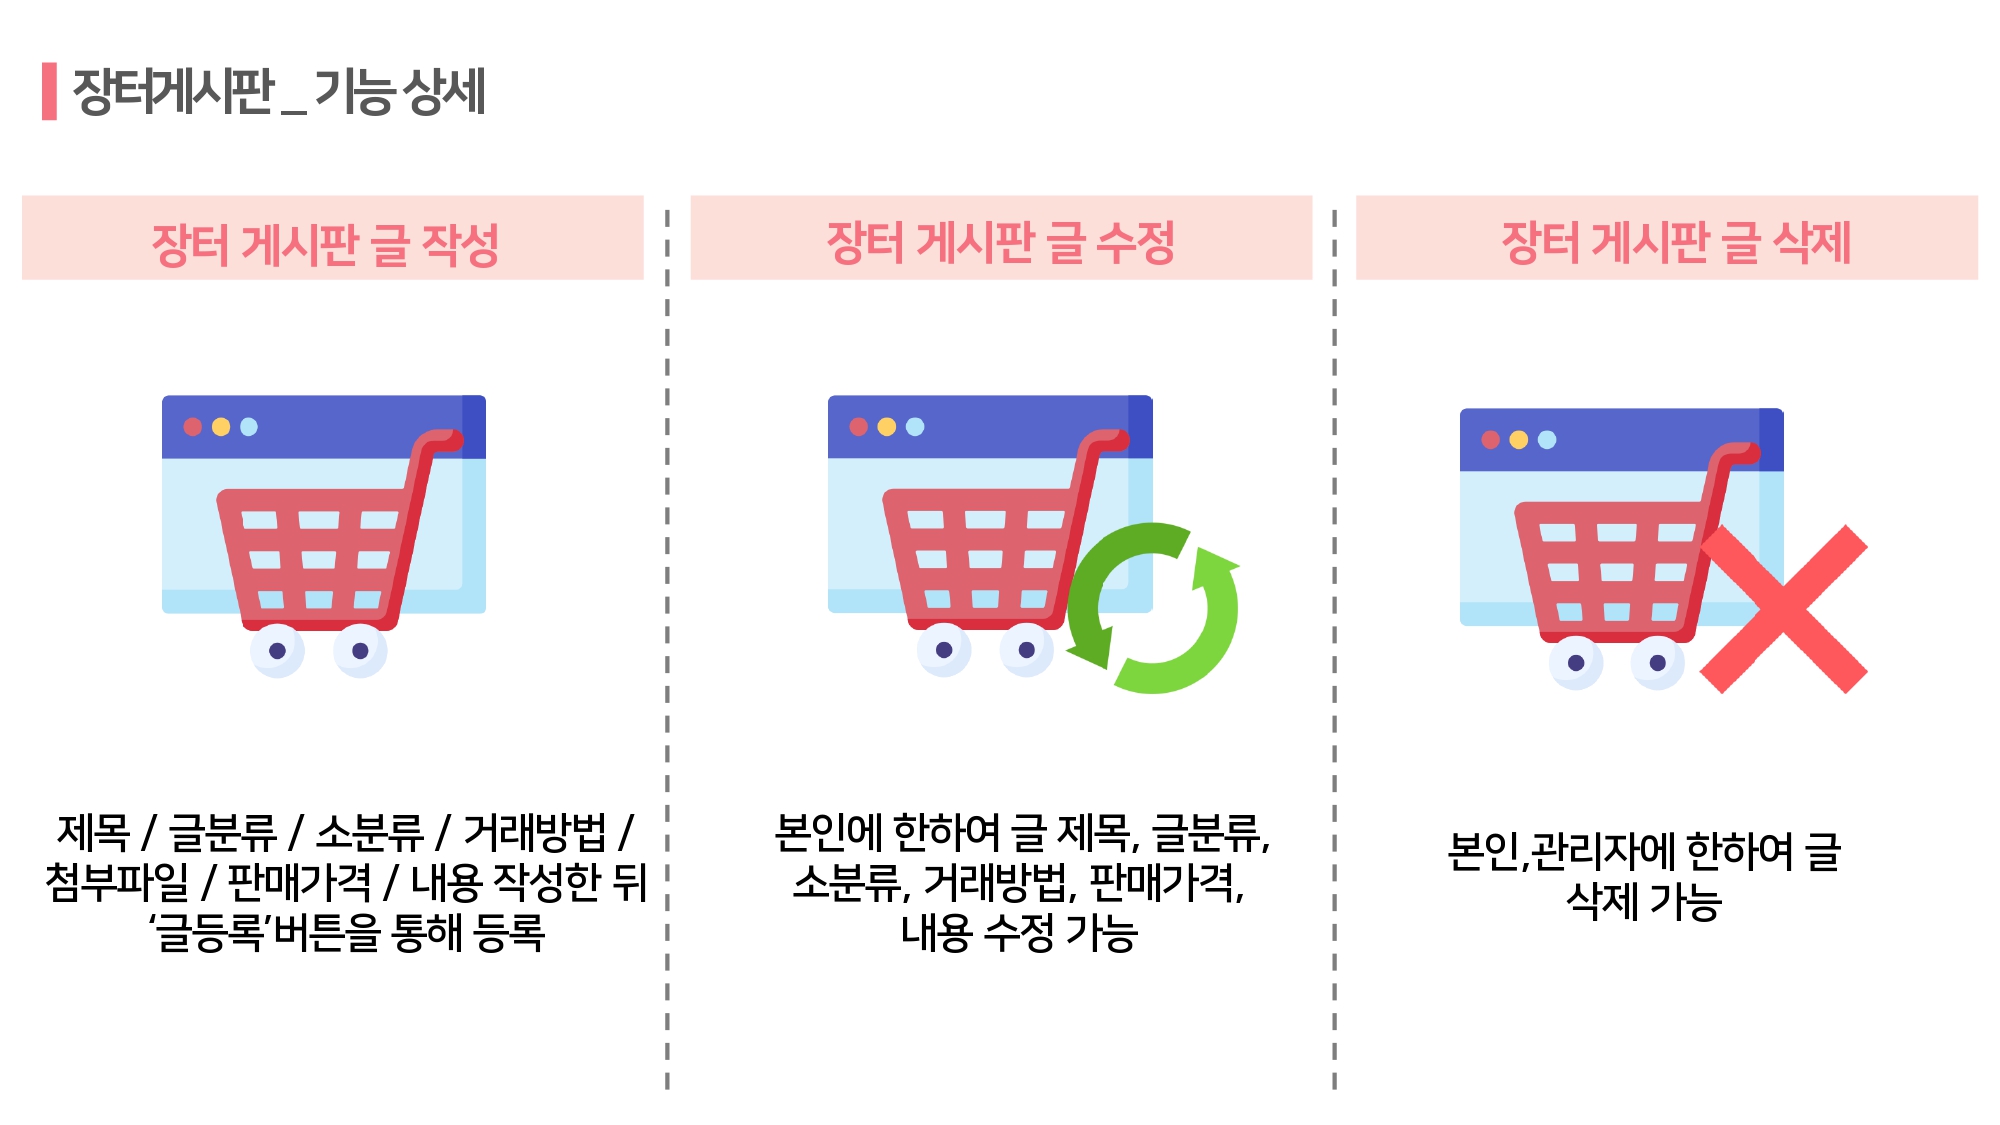 장터게시판 _ 기능 상세
장터 게시판 글 작성
제목 / 글분류 / 소분류 / 거래방법 /
첨부파일 / 판매가격 / 내용 작성한 뒤
‘글등록’버튼을 통해 등록
장터 게시판 글 수정
본인에 한하여 글 제목, 글분류,
소분류, 거래방법, 판매가격,
내용 수정 가능
장터 게시판 글 삭제
본인,관리자에 한하여 글
삭제 가능